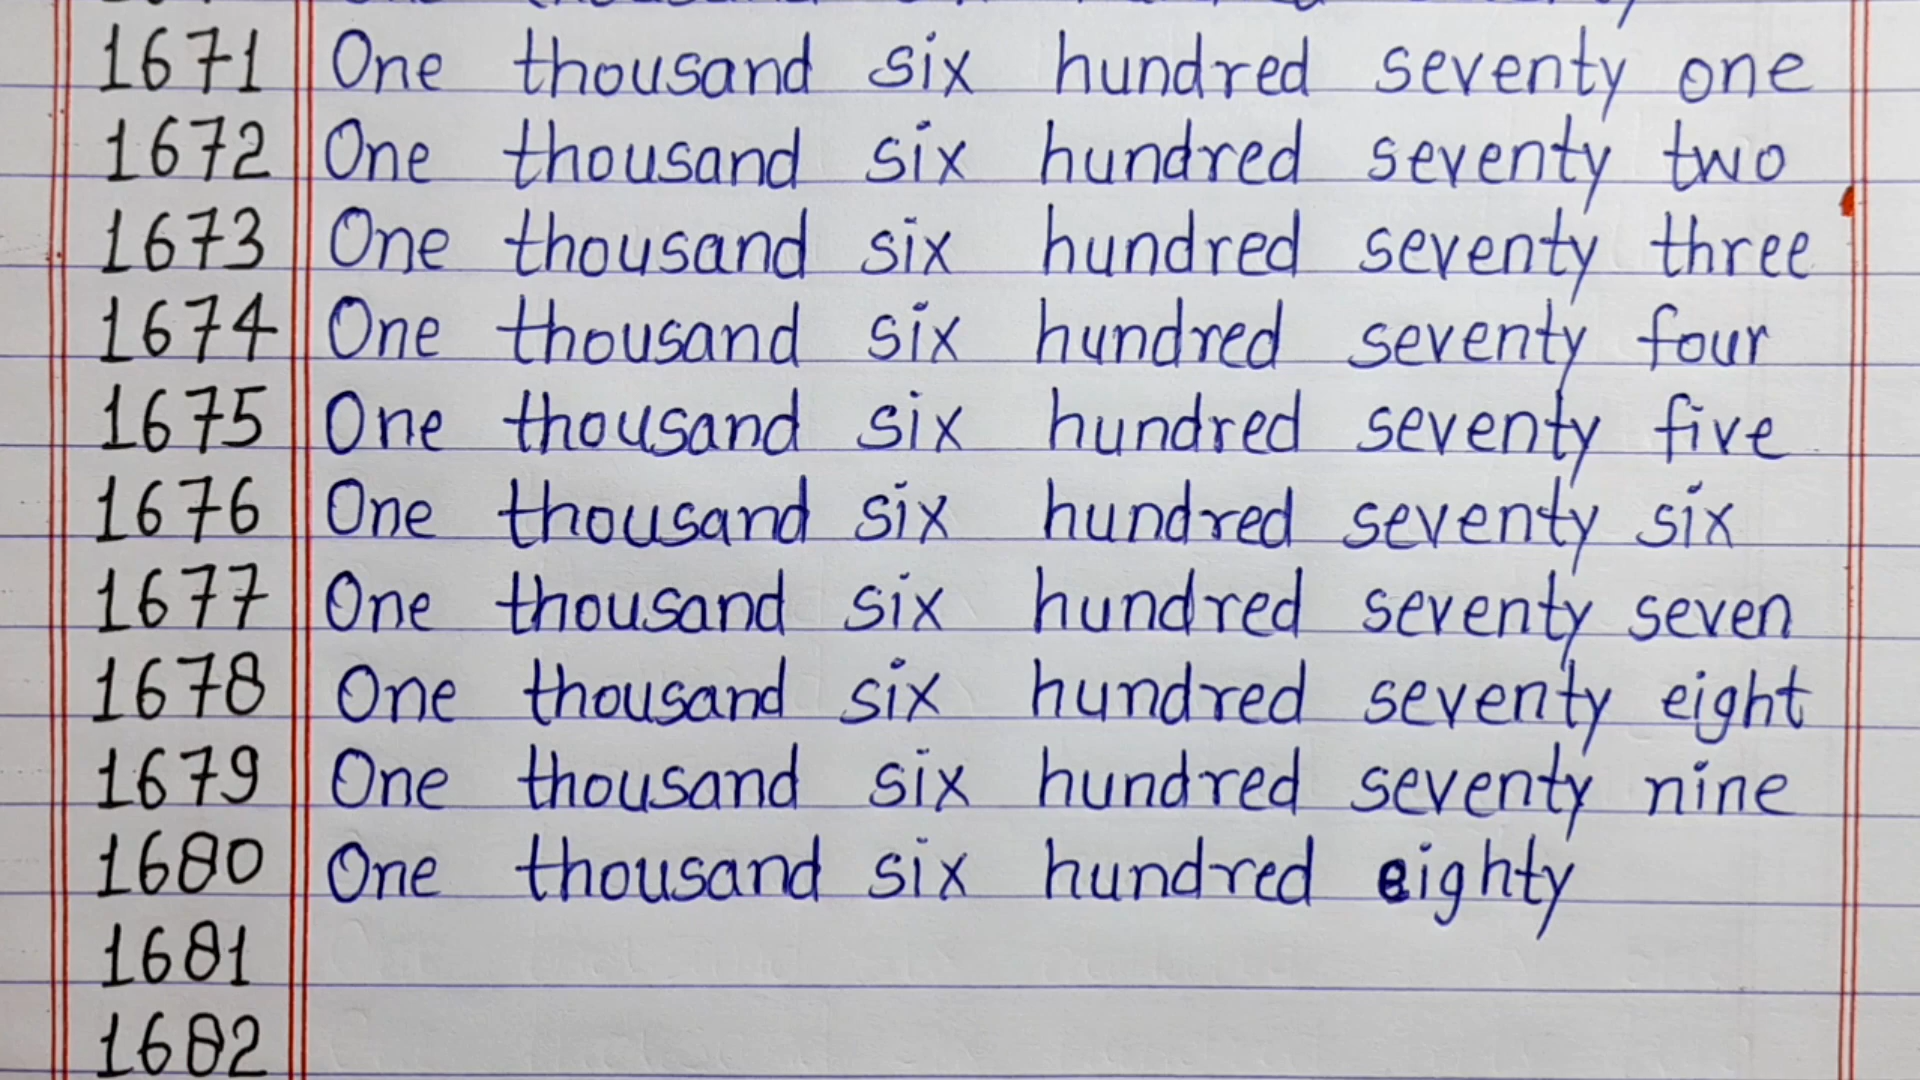 1671 One thousand six hundred seventy one
1672 One thousand six hundred seventy two
1673 One thousand six hundred seventy three
1674 One thousand six hundred seventy four
1675 One thousand six hundred seventy five
1676 One thousand six hundred seventy six
1677 One thousand six hundred seventy seven
1678 One thousand six hundred seventy eight
1679 One thousand six hundred seventy nine
1680 One thousand six hundred eighty
1681
1682